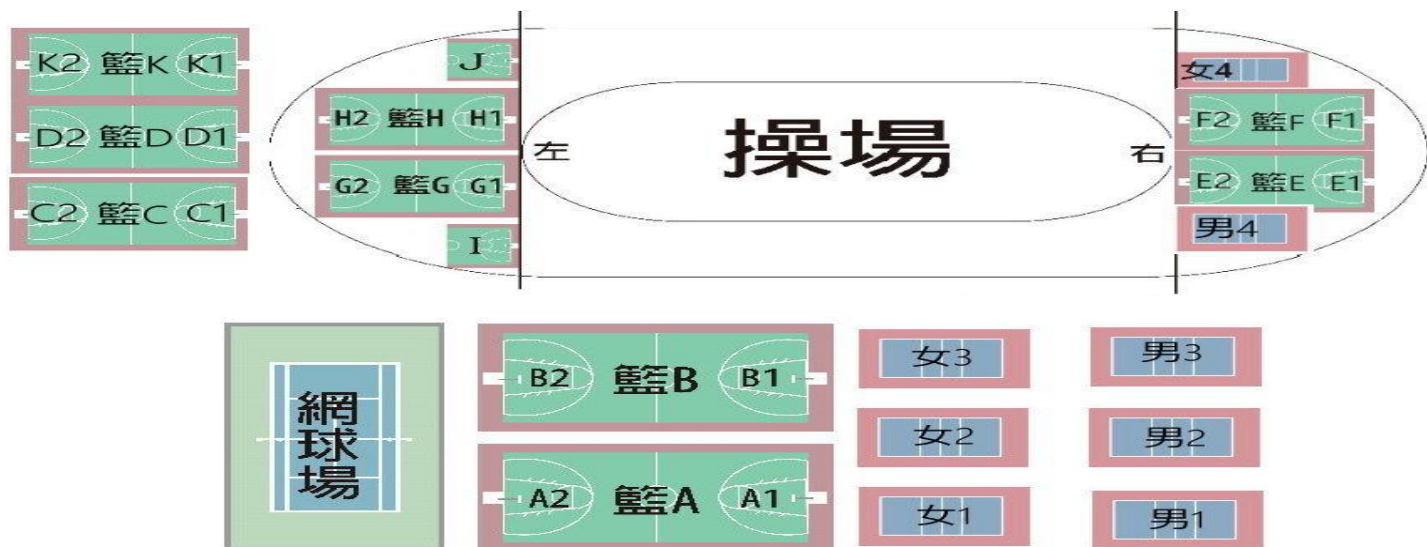 K2 籃K K1
D2 籃D D1
C2 籃C C1
J
H2 籃H H1
G2 籃G G1
I
左
操場
右
女4
F2 籃F F1
E2 籃E E1
男4
網球場
B2 籃B B1
A2 籃A A1
女3
男3
女2
男2
女1
男1